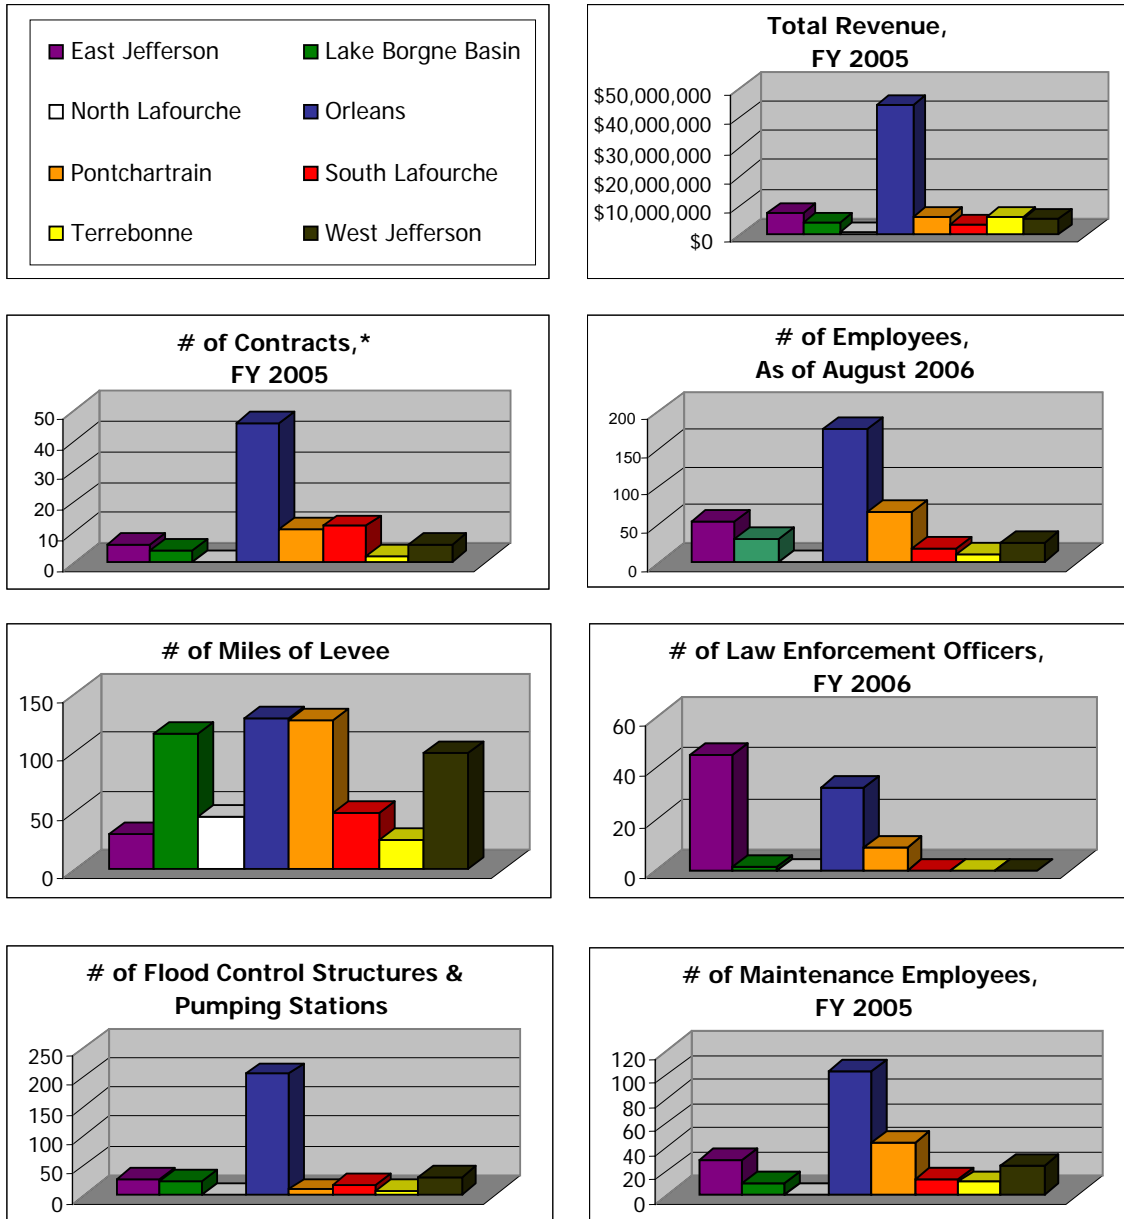 East Jefferson
Lake Borgne Basin
North Lafourche
Orleans
Pontchartrain
South Lafourche
Terrebonne
West Jefferson
Total Revenue,
FY 2005
$50,000,000
$40,000,000
$30,000,000
$20,000,000
$10,000,000
$0
# of Contracts,*
FY 2005
50
40
30
20
10
0
# of Employees,
As of August 2006
200
150
100
50
0
# of Miles of Levee
150
100
50
0
# of Law Enforcement Officers,
FY 2006
60
40
20
0
# of Flood Control Structures &
Pumping Stations
250
200
150
100
50
0
# of Maintenance Employees,
FY 2005
120
100
80
60
40
20
0